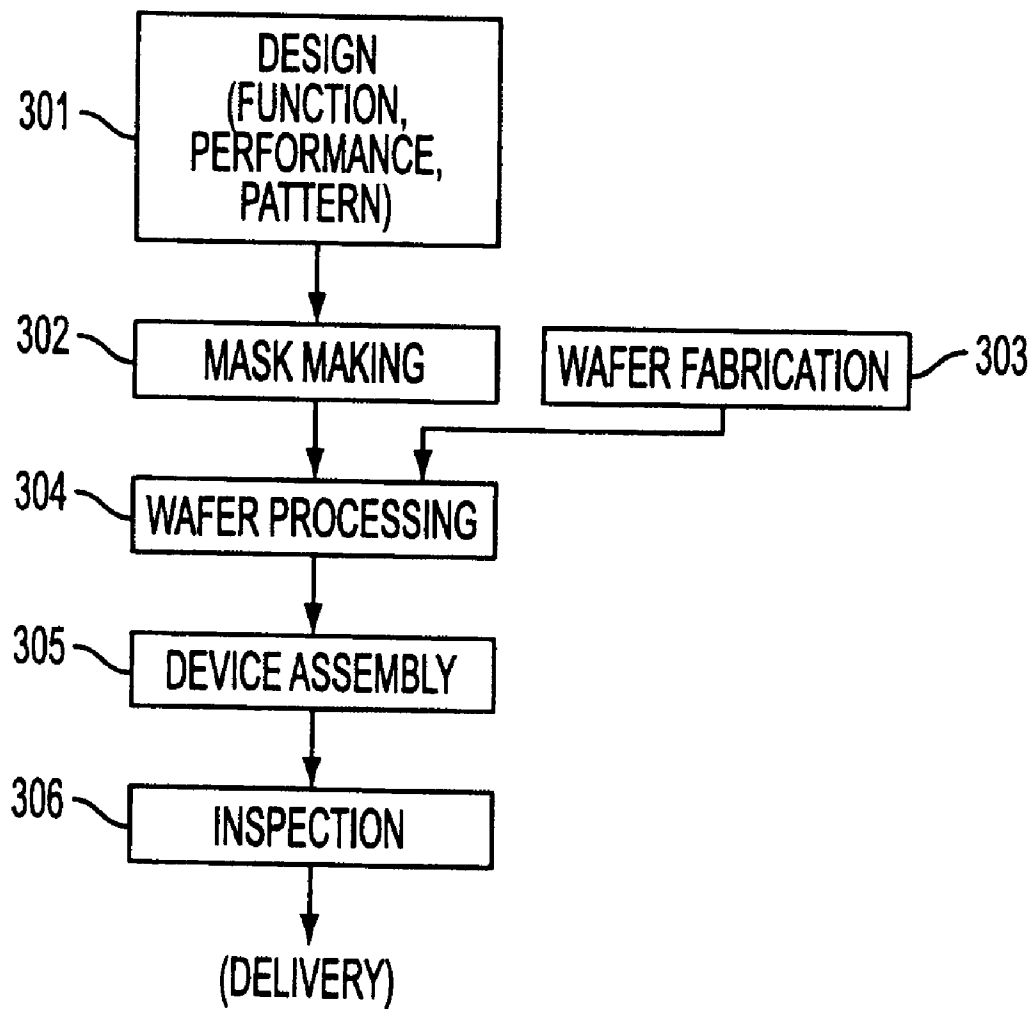 301
DESIGN
(FUNCTION,
PERFORMANCE,
PATTERN)
302
MASK MAKING
WAFER FABRICATION
303
304
WAFER PROCESSING
305
DEVICE ASSEMBLY
306
INSPECTION
(DELIVERY)